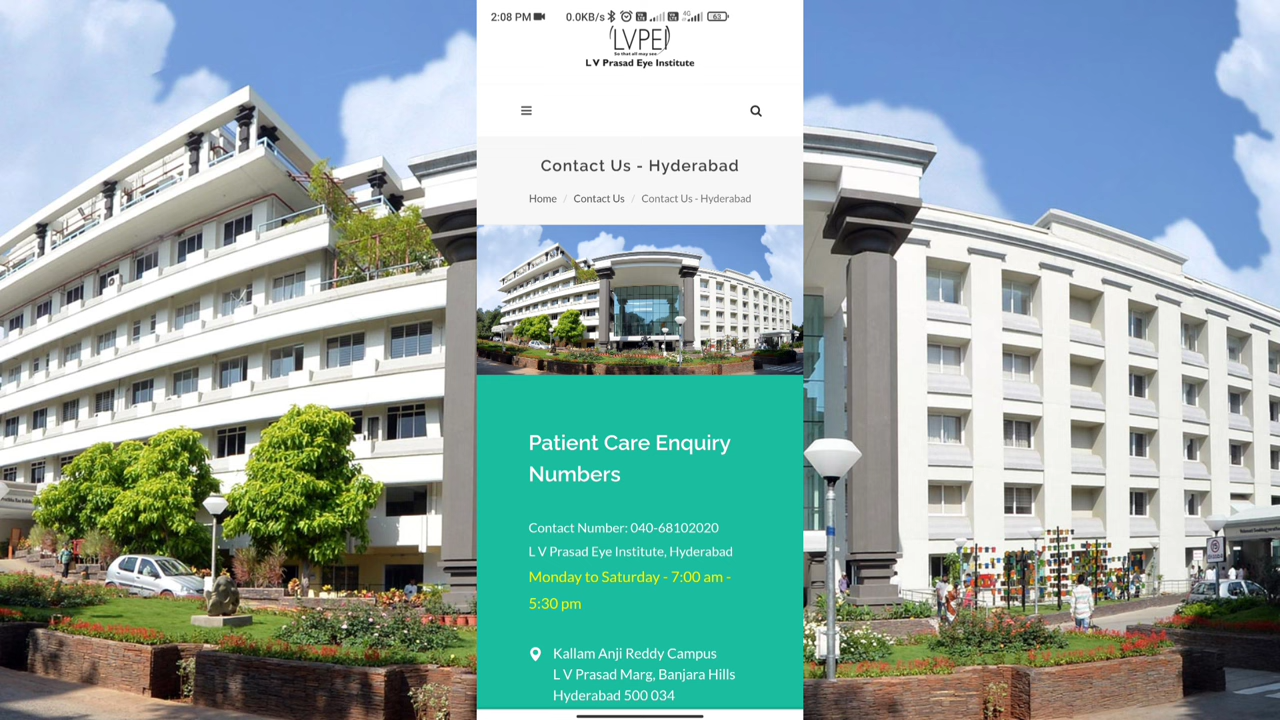 2:08 PM 0.0KB/s 4G 63
LVPEI
So that all may see
L V Prasad Eye Institute
Contact Us - Hyderabad
Home / Contact Us / Contact Us - Hyderabad
Patient Care Enquiry
Numbers
Contact Number: 040-68102020
L V Prasad Eye Institute, Hyderabad
Monday to Saturday - 7:00 am -
5:30 pm
Kallam Anji Reddy Campus
L V Prasad Marg, Banjara Hills
Hyderabad 500 034